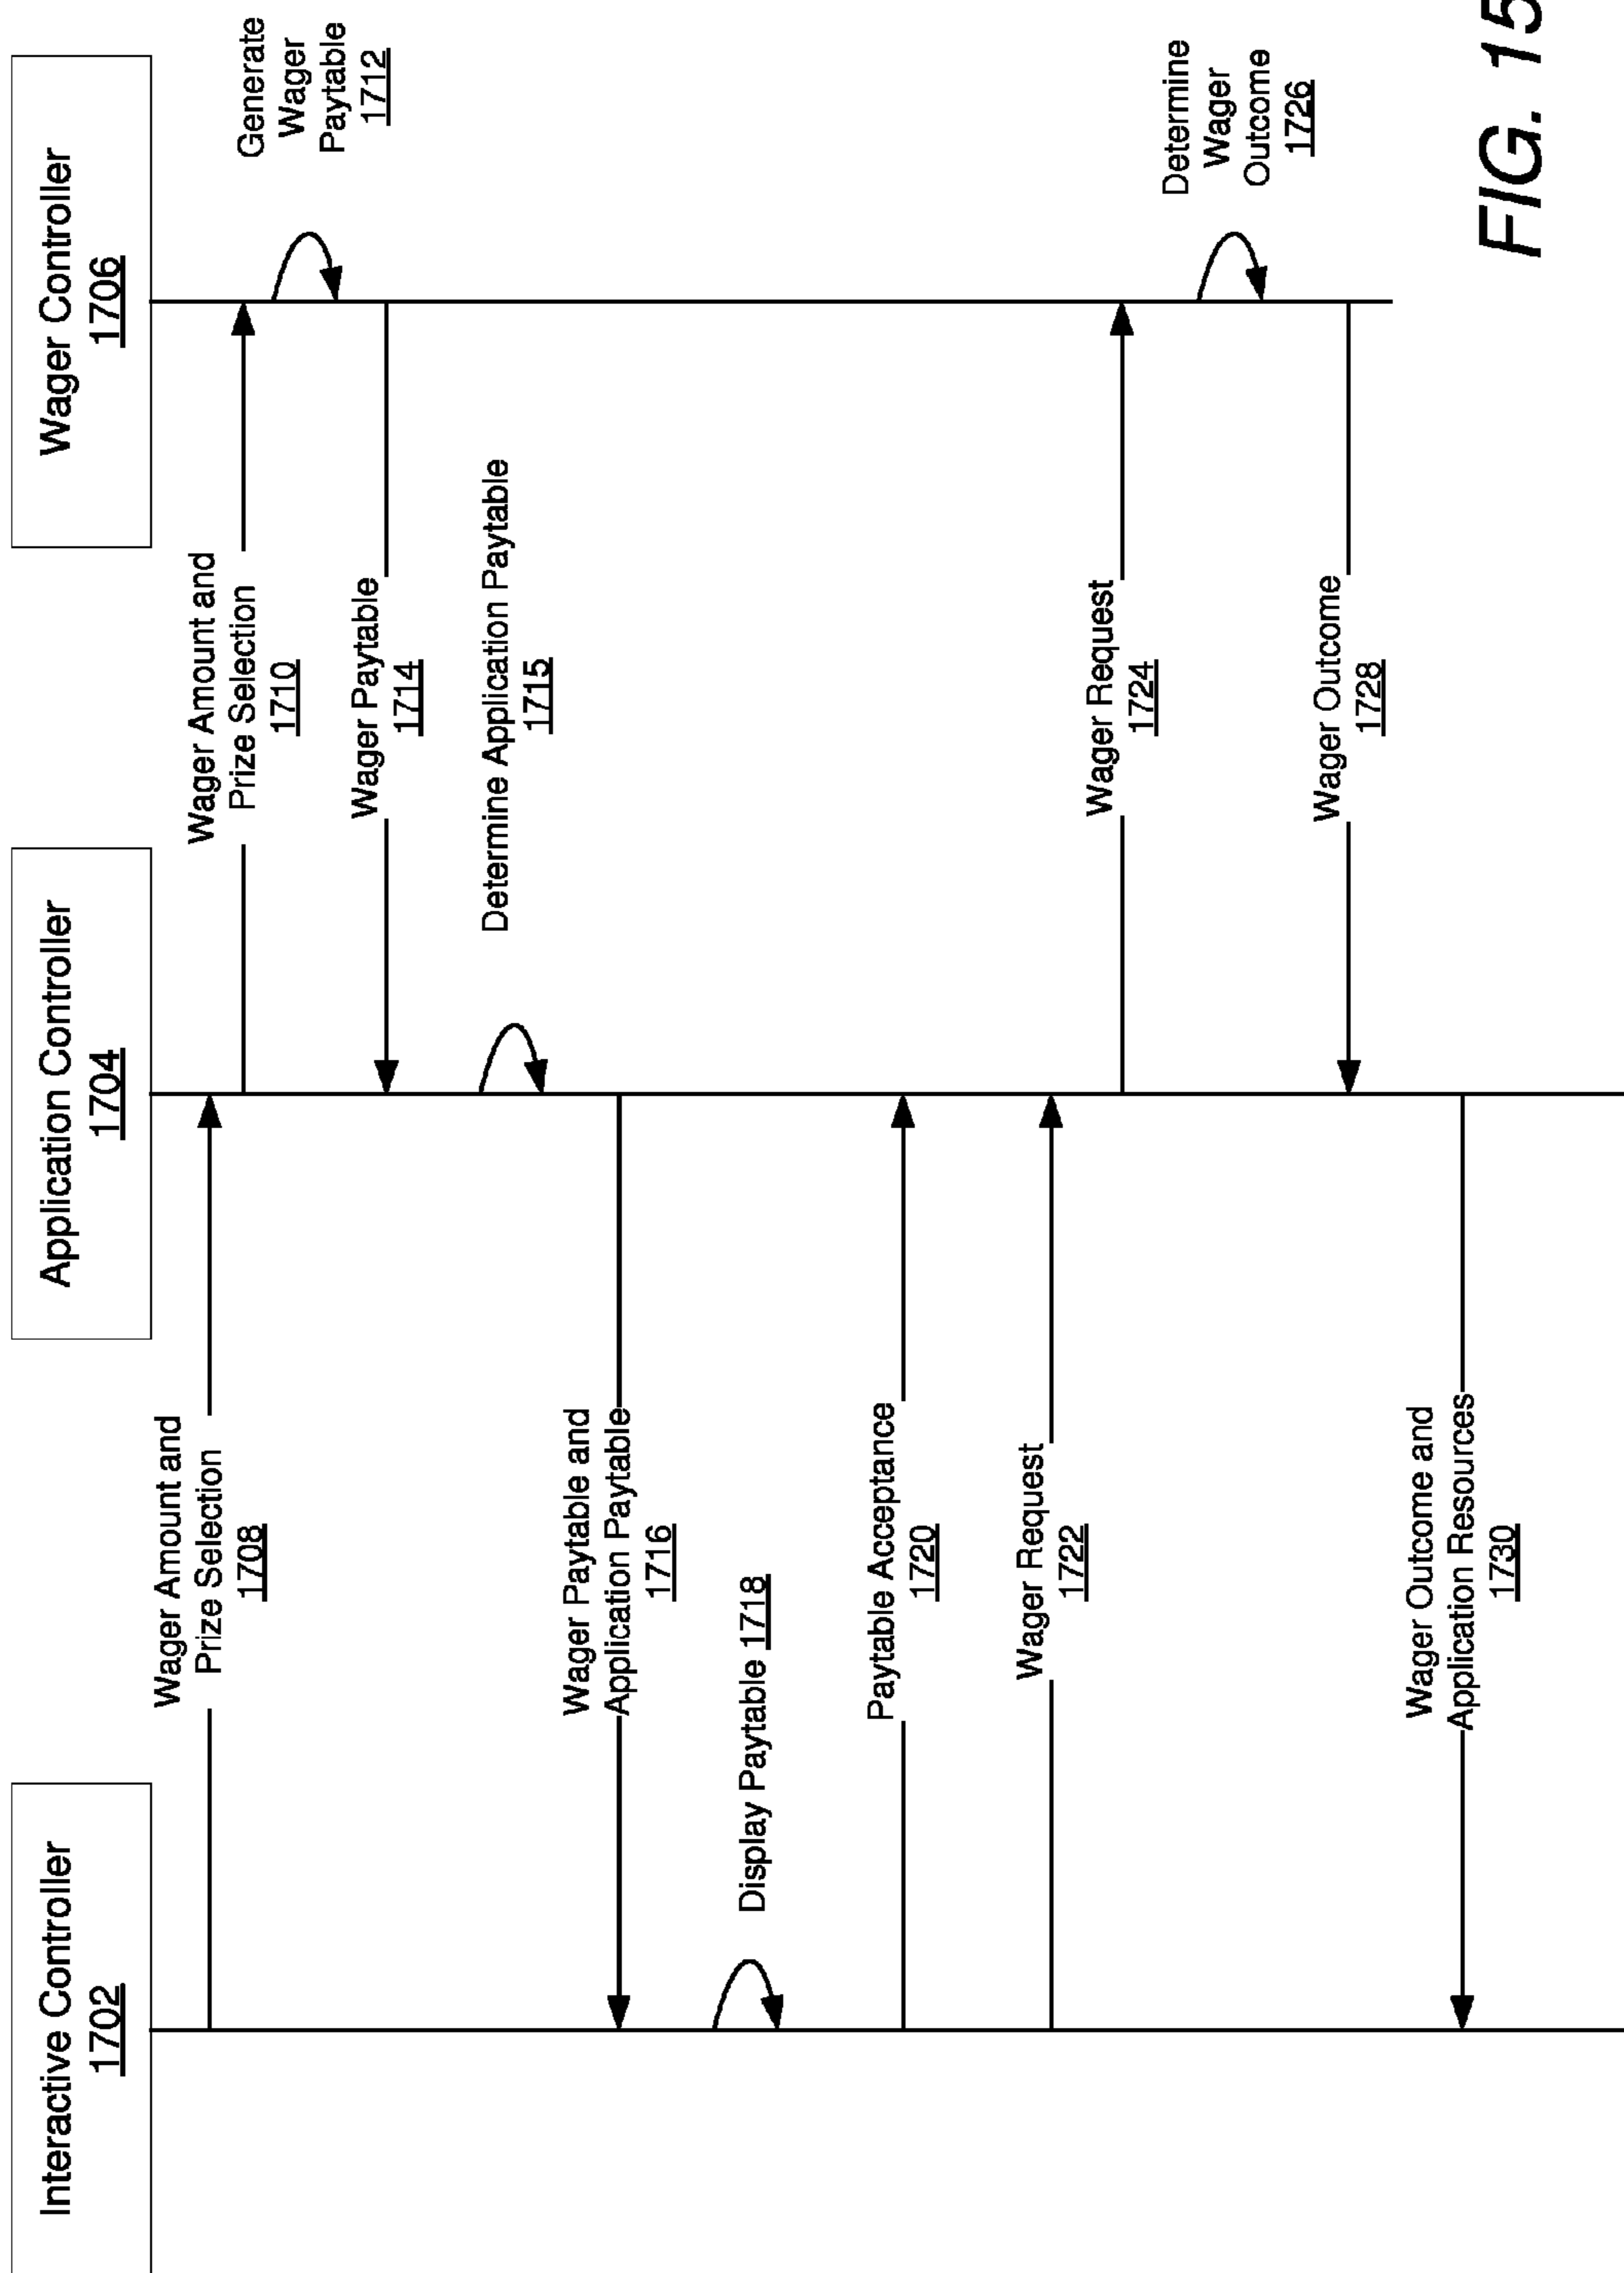 Interactive Controller
1702
Application Controller
1704
Wager Controller
1706
Wager Amount and
Prize Selection
1708
Wager Amount and
Prize Selection
1710
Generate
Wager
Paytable
1712
Wager Paytable
1714
Determine Application Paytable
1715
Wager Paytable and
Application Paytable
1716
Display Paytable 1718
Paytable Acceptance
1720
Wager Request
1722
Wager Request
1724
Determine
Wager
Outcome
1726
Wager Outcome
1728
Wager Outcome and
Application Resources
1730
FIG. 15